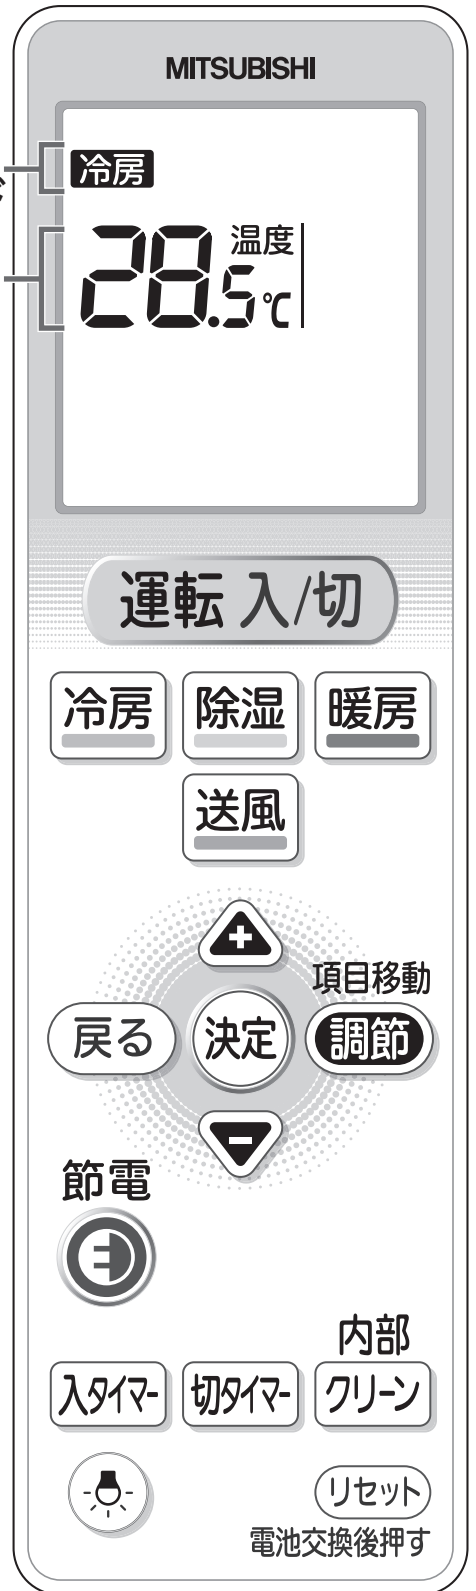 MITSUBISHI
冷房
温度
28.5℃
運転 入/切
冷房 除湿 暖房
送風
+
項目移動
戻る 決定 調節
-
節電
内部
入タイマー 切タイマー クリーン
リセット
電池交換後押す